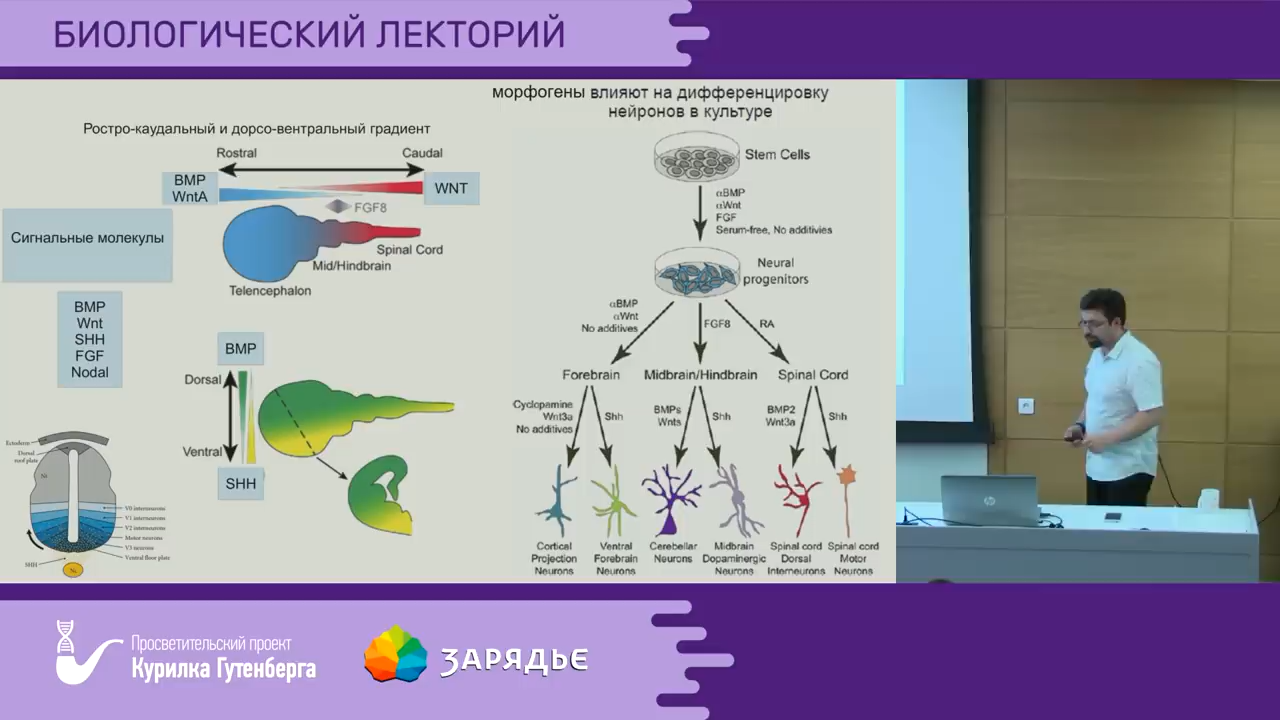 БИОЛОГИЧЕСКИЙ ЛЕКТОРИЙ
Ростро-каудальный и дорсо-вентральный градиент
Rostral
Caudal
BMP
WntA
WNT
FGF8
Сигнальные молекулы
Spinal Cord
Mid/Hindbrain
Telencephalon
BMP
Wnt
SHH
FGF
Nodal
BMP
Dorsal
Ventral
SHH
Ectoderm
Dorsal
roof plate
V0 interneurons
V1 interneurons
V2 interneurons
Motor neurons
V3 neurons
Ventral floor plate
SHH
морфогены влияют на дифференцировку
нейронов в культуре
Stem Cells
αBMP
αWnt
FGF
Serum-free, No additivies
Neural
progenitors
αBMP
αWnt
No additives
FGF8
RA
Forebrain
Midbrain/Hindbrain
Spinal Cord
Cyclopamine
Wnt3a
No additives
Shh
BMPs
Wnts
Shh
BMP2
Wnt3a
Shh
Cortical
Projection
Neurons
Ventral
Forebrain
Neurons
Cerebellar
Neurons
Midbrain
Dopaminergic
Neurons
Spinal cord
Dorsal
Interneurons
Spinal cord
Motor
Neurons
hp
Просветительский проект
Курилка Гутенберга
ЗАРЯДЬЕ